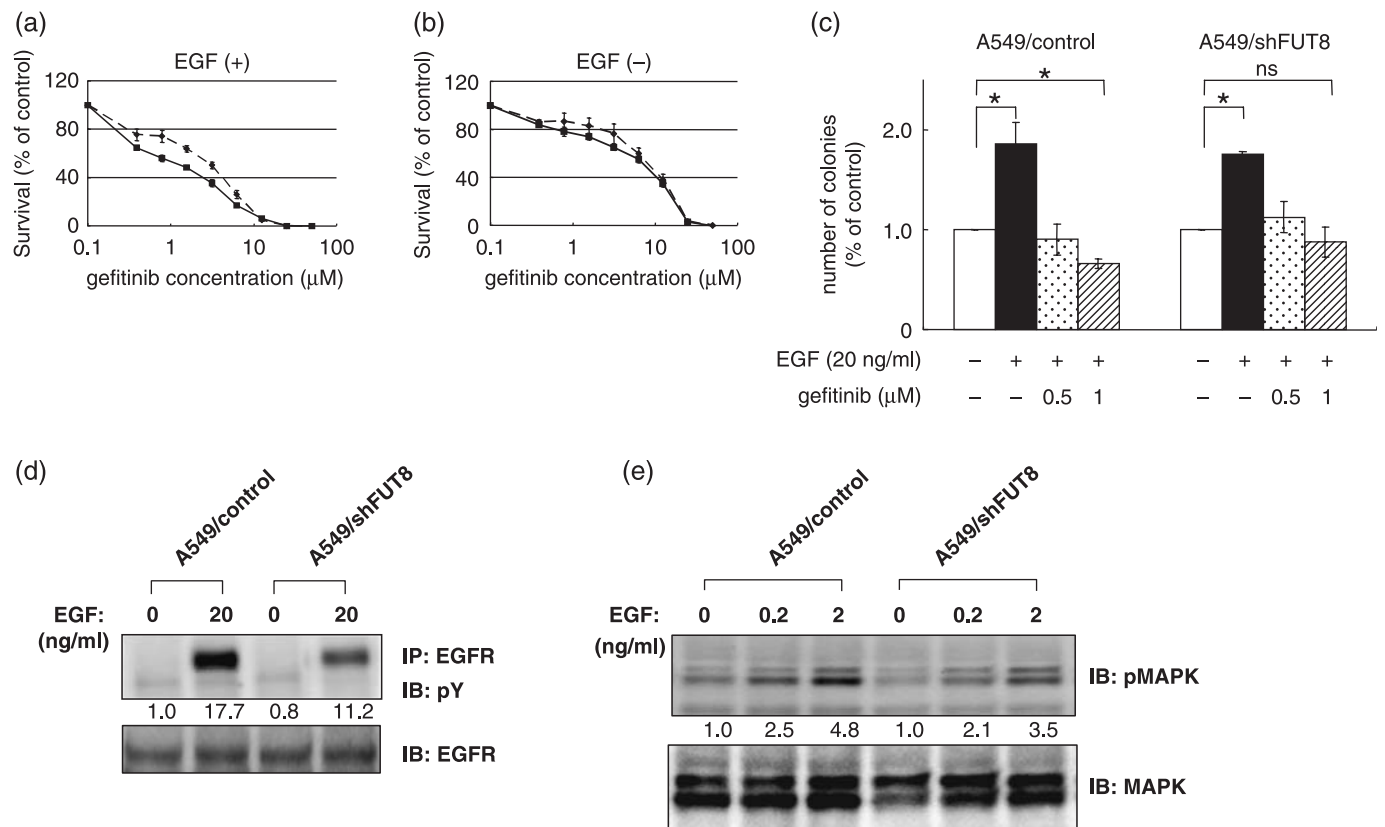 (a)
EGF (+)
Survival (% of control)
120
80
40
0
0.1 1 10 100
gefitinib concentration (μM)
(b)
EGF (–)
Survival (% of control)
120
80
40
0
0.1 1 10 100
gefitinib concentration (μM)
(c)
A549/control A549/shFUT8
* * * ns
number of colonies
(% of control)
2.0
1.0
0
EGF (20 ng/ml) – + + + – + + +
gefitinib (μM) – – 0.5 1 – – 0.5 1
(d)
A549/control
A549/shFUT8
EGF: 0 20 0 20
(ng/ml)
IP: EGFR
IB: pY
1.0 17.7 0.8 11.2
IB: EGFR
(e)
A549/control
A549/shFUT8
EGF: 0 0.2 2 0 0.2 2
(ng/ml)
IB: pMAPK
1.0 2.5 4.8 1.0 2.1 3.5
IB: MAPK